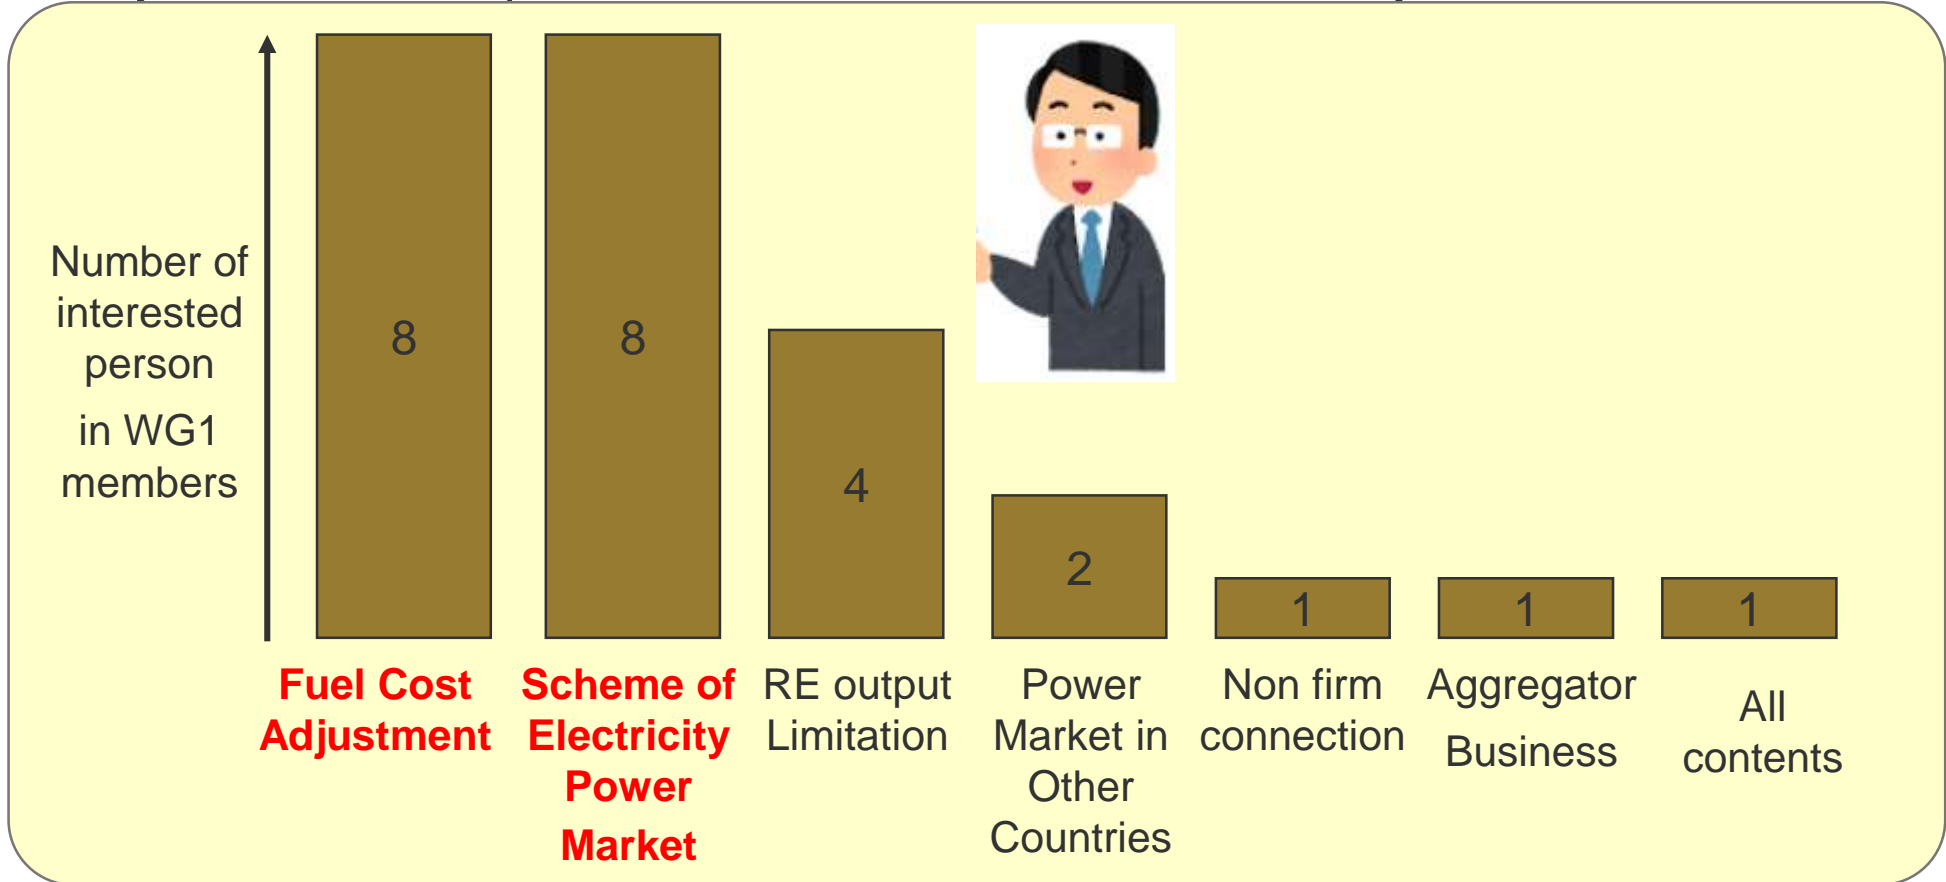 Number of
interested
person
in WG1
members
8
8
4
2
1
1
1
Fuel Cost
Adjustment
Scheme of
Electricity
Power
Market
RE output
Limitation
Power
Market in
Other
Countries
Non firm
connection
Aggregator
Business
All
contents